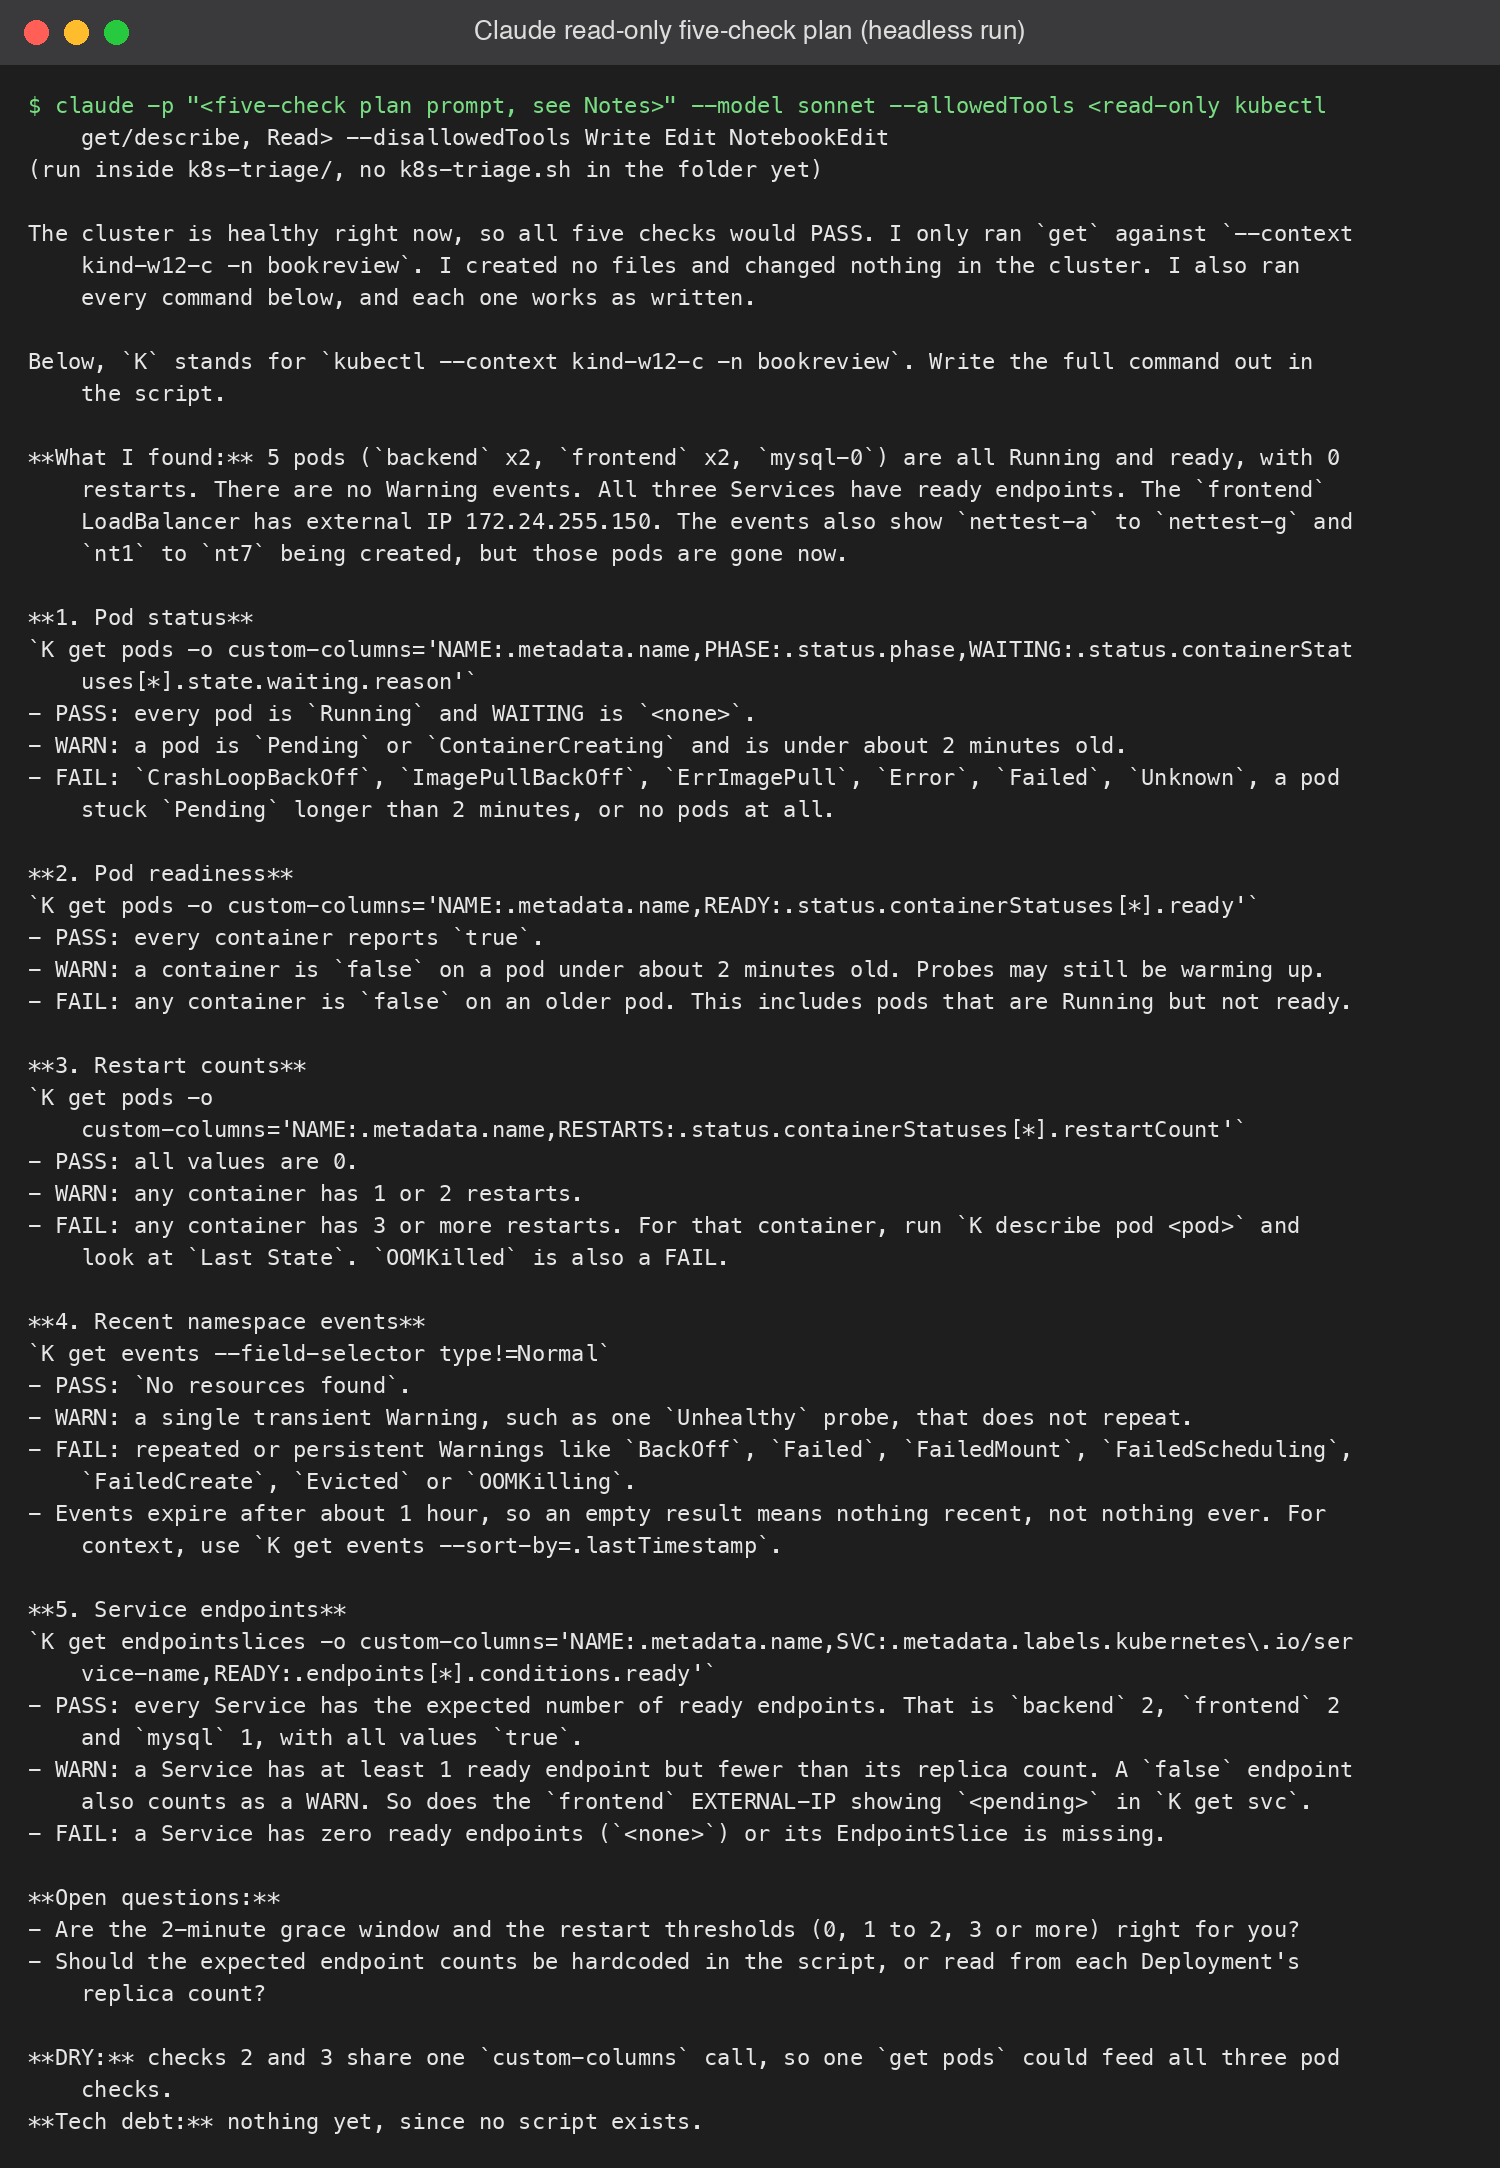 Claude read-only five-check plan (headless run)
$ claude -p "<five-check plan prompt, see Notes>" --model sonnet --allowedTools <read-only kubectl
get/describe, Read> --disallowedTools Write Edit NotebookEdit
(run inside k8s-triage/, no k8s-triage.sh in the folder yet)
The cluster is healthy right now, so all five checks would PASS. I only ran `get` against `--context
kind-w12-c -n bookreview`. I created no files and changed nothing in the cluster. I also ran
every command below, and each one works as written.
Below, `K` stands for `kubectl --context kind-w12-c -n bookreview`. Write the full command out in
the script.
**What I found:** 5 pods (`backend` x2, `frontend` x2, `mysql-0`) are all Running and ready, with 0
restarts. There are no Warning events. All three Services have ready endpoints. The `frontend`
LoadBalancer has external IP 172.24.255.150. The events also show `nettest-a` to `nettest-g` and
`nt1` to `nt7` being created, but those pods are gone now.
**1. Pod status**
`K get pods -o custom-columns='NAME:.metadata.name,PHASE:.status.phase,WAITING:.status.containerStat
uses[*].state.waiting.reason'`
- PASS: every pod is `Running` and WAITING is `<none>`.
- WARN: a pod is `Pending` or `ContainerCreating` and is under about 2 minutes old.
- FAIL: `CrashLoopBackOff`, `ImagePullBackOff`, `ErrImagePull`, `Error`, `Failed`, `Unknown`, a pod
stuck `Pending` longer than 2 minutes, or no pods at all.
**2. Pod readiness**
`K get pods -o custom-columns='NAME:.metadata.name,READY:.status.containerStatuses[*].ready'`
- PASS: every container reports `true`.
- WARN: a container is `false` on a pod under about 2 minutes old. Probes may still be warming up.
- FAIL: any container is `false` on an older pod. This includes pods that are Running but not ready.
**3. Restart counts**
`K get pods -o
custom-columns='NAME:.metadata.name,RESTARTS:.status.containerStatuses[*].restartCount'`
- PASS: all values are 0.
- WARN: any container has 1 or 2 restarts.
- FAIL: any container has 3 or more restarts. For that container, run `K describe pod <pod>` and
look at `Last State`. `OOMKilled` is also a FAIL.
**4. Recent namespace events**
`K get events --field-selector type!=Normal`
- PASS: `No resources found`.
- WARN: a single transient Warning, such as one `Unhealthy` probe, that does not repeat.
- FAIL: repeated or persistent Warnings like `BackOff`, `Failed`, `FailedMount`, `FailedScheduling`,
`FailedCreate`, `Evicted` or `OOMKilling`.
- Events expire after about 1 hour, so an empty result means nothing recent, not nothing ever. For
context, use `K get events --sort-by=.lastTimestamp`.
**5. Service endpoints**
`K get endpointslices -o custom-columns='NAME:.metadata.name,SVC:.metadata.labels.kubernetes\.io/ser
vice-name,READY:.endpoints[*].conditions.ready'`
- PASS: every Service has the expected number of ready endpoints. That is `backend` 2, `frontend` 2
and `mysql` 1, with all values `true`.
- WARN: a Service has at least 1 ready endpoint but fewer than its replica count. A `false` endpoint
also counts as a WARN. So does the `frontend` EXTERNAL-IP showing `<pending>` in `K get svc`.
- FAIL: a Service has zero ready endpoints (`<none>`) or its EndpointSlice is missing.
**Open questions:**
- Are the 2-minute grace window and the restart thresholds (0, 1 to 2, 3 or more) right for you?
- Should the expected endpoint counts be hardcoded in the script, or read from each Deployment's
replica count?
**DRY:** checks 2 and 3 share one `custom-columns` call, so one `get pods` could feed all three pod
checks.
**Tech debt:** nothing yet, since no script exists.